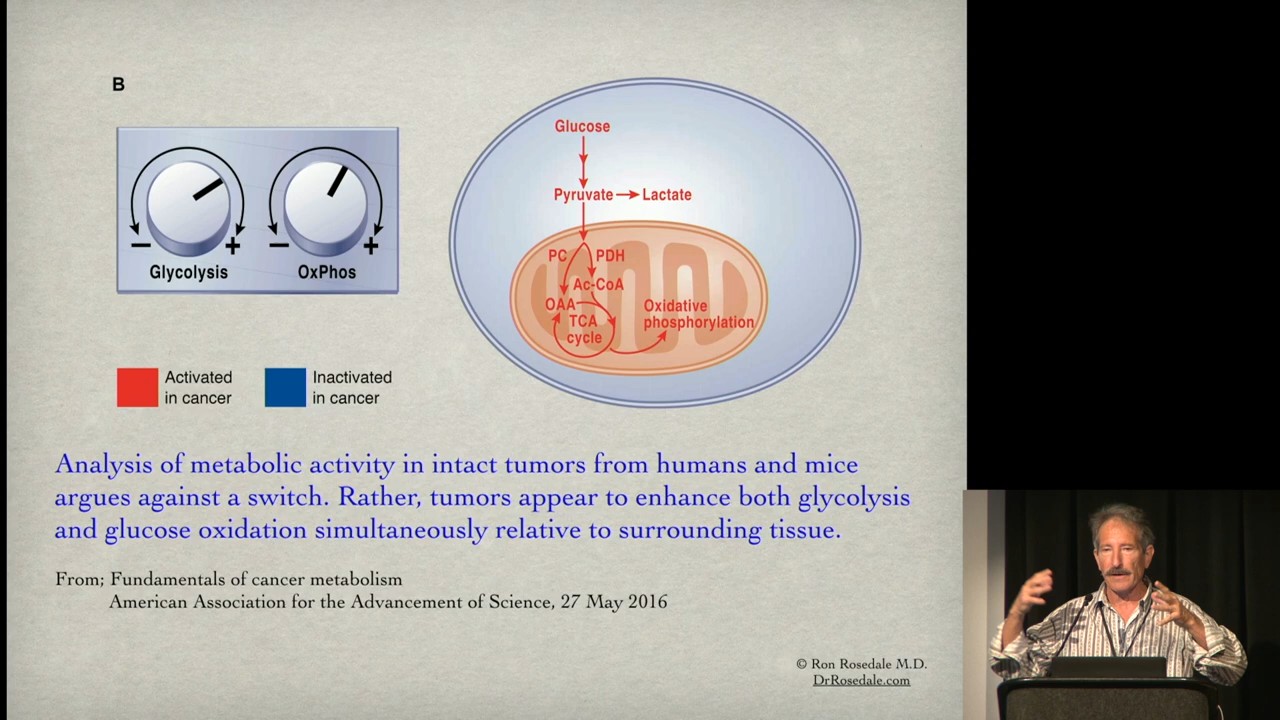 B
− + − +
Glycolysis OxPhos
Activated
in cancer
Inactivated
in cancer
Glucose
Pyruvate Lactate
PC PDH
Ac-CoA
OAA
TCA
cycle
Oxidative
phosphorylation
Analysis of metabolic activity in intact tumors from humans and mice
argues against a switch. Rather, tumors appear to enhance both glycolysis
and glucose oxidation simultaneously relative to surrounding tissue.
From; Fundamentals of cancer metabolism
American Association for the Advancement of Science, 27 May 2016
© Ron Rosedale M.D.
DrRosedale.com